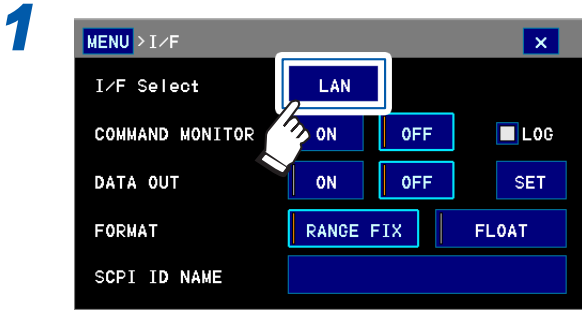 1
MENU >I/F ×
I/F Select LAN
COMMAND MONITOR ON OFF LOG
DATA OUT ON OFF SET
FORMAT RANGE FIX FLOAT
SCPI ID NAME